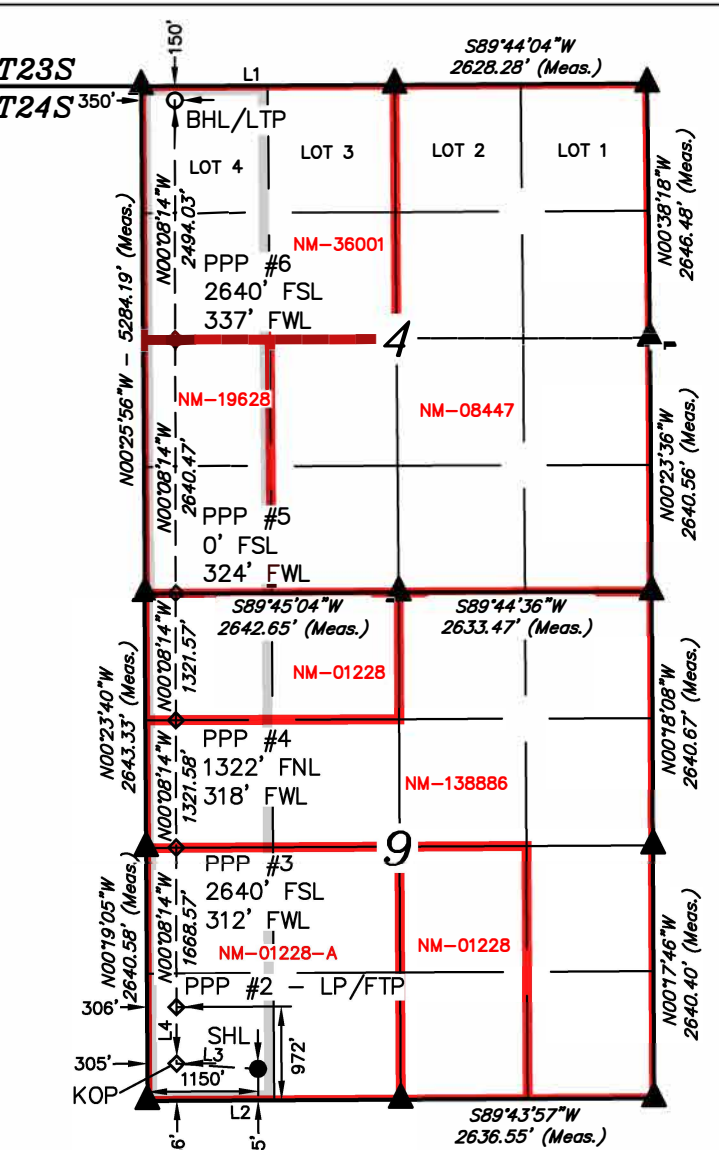 150'
S89°44'04"W
2628.28' (Meas.)
T23S
L1
T24S
350'
BHL/LTP
LOT 4
LOT 3
LOT 2
LOT 1
N00°38'18"W
2646.48' (Meas.)
N00°08'14"W
2494.03'
NM-36001
PPP #6
2640' FSL
337' FWL
4
N00°25'56"W - 5284.19' (Meas.)
NM-19628
NM-08447
N00°08'14"W
2640.47'
N00°23'36"W
2640.56' (Meas.)
PPP #5
0' FSL
324' FWL
S89°45'04"W
2642.65' (Meas.)
S89°44'36"W
2633.47' (Meas.)
N00°08'14"W
1321.57'
NM-01228
N00°23'40"W
2643.33' (Meas.)
N00°18'08"W
2640.67' (Meas.)
PPP #4
1322' FNL
318' FWL
N00°08'14"W
1321.58'
NM-138886
9
PPP #3
2640' FSL
312' FWL
N00°19'05"W
2640.58' (Meas.)
N00°08'14"W
1668.57'
NM-01228-A
NM-01228
N00°17'46"W
2640.40' (Meas.)
PPP #2 - LP/FTP
306'
L4
SHL
972'
305'
L3
1150'
KOP
L2
S89°43'57"W
2636.55' (Meas.)
6'
5'